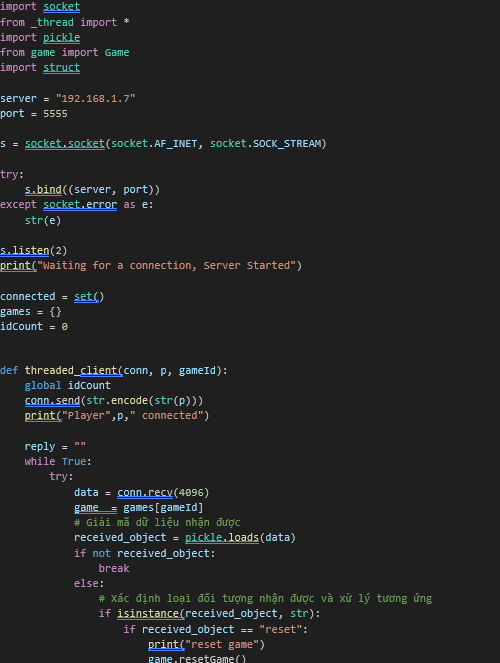 import socket
from _thread import *
import pickle
from game import Game
import struct
server = "192.168.1.7"
port = 5555
s = socket.socket(socket.AF_INET, socket.SOCK_STREAM)
try:
    s.bind((server, port))
except socket.error as e:
    str(e)
s.listen(2)
print("Waiting for a connection, Server Started")
connected = set()
games = {}
idCount = 0
def threaded_client(conn, p, gameId):
    global idCount
    conn.send(str.encode(str(p)))
    print("Player",p," connected")
    reply = ""
    while True:
        try:
            data = conn.recv(4096)
            game  = games[gameId]
            # Giải mã dữ liệu nhận được
            received_object = pickle.loads(data)
            if not received_object:
                break
            else:
                # Xác định loại đối tượng nhận được và xử lý tương ứng
                if isinstance(received_object, str):
                    if received_object == "reset":
                        print("reset game")
                        game.resetGame()